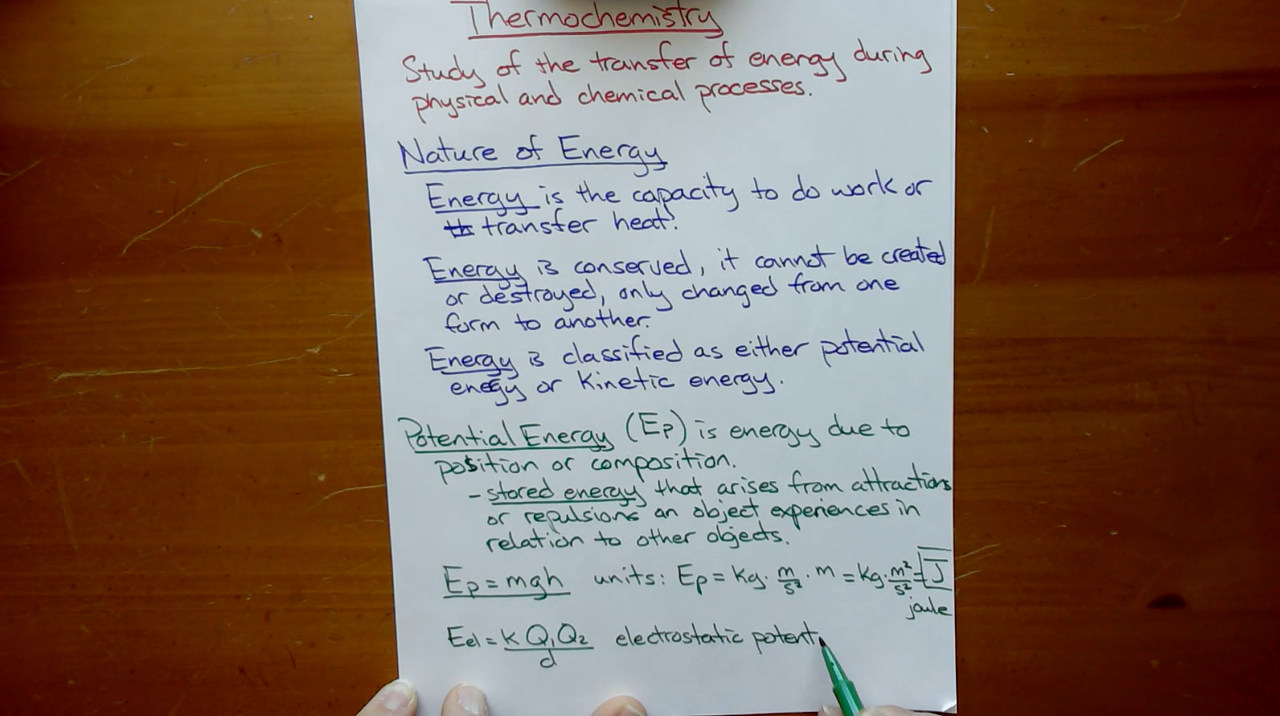 Thermochemistry
Study of the transfer of energy during
physical and chemical processes.
Nature of Energy
Energy is the capacity to do work or
th transfer heat.
Energy is conserved, it cannot be created
or destroyed, only changed from one
form to another.
Energy is classified as either potential
energy or kinetic energy.
Potential Energy (Ep) is energy due to
position or composition.
- stored energy that arises from attractions
or repulsions an object experiences in
relation to other objects.
Ep = mgh units: Ep = kg · m/s² · m = kg · m²/s² = J
joule
Eel = k Q₁Q₂/d electrostatic potent